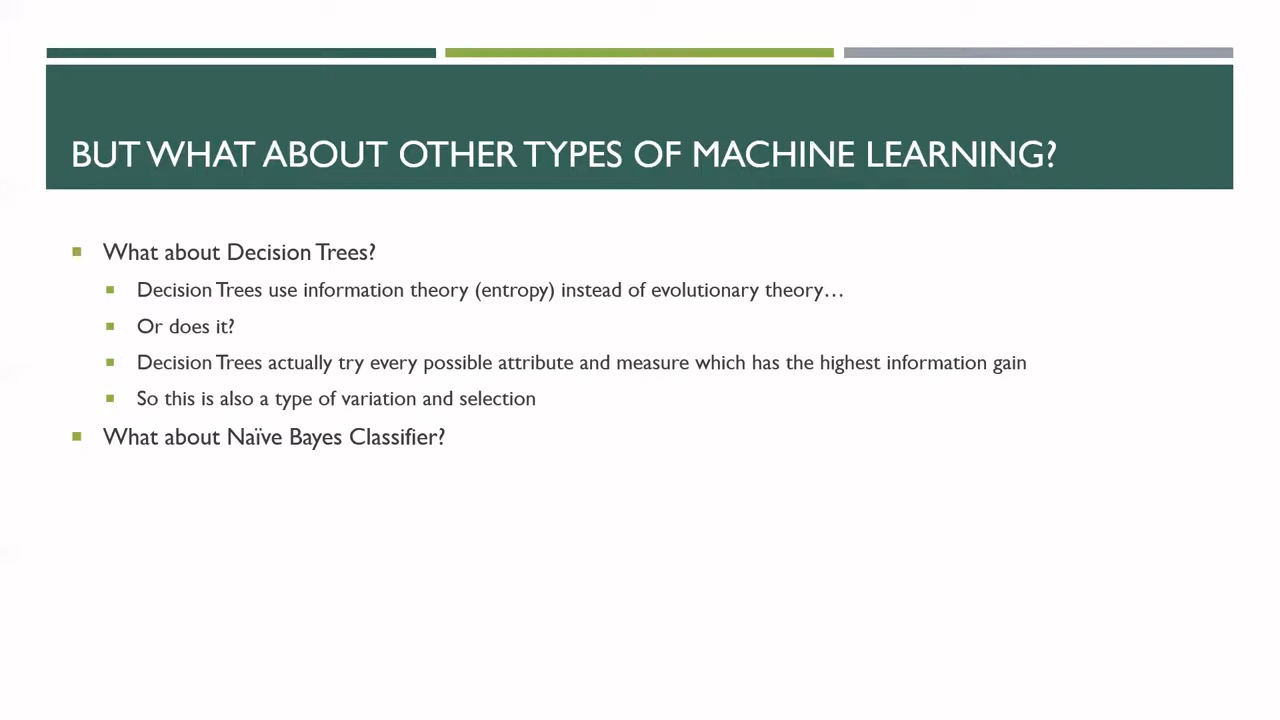 BUT WHAT ABOUT OTHER TYPES OF MACHINE LEARNING?
What about Decision Trees?
Decision Trees use information theory (entropy) instead of evolutionary theory…
Or does it?
Decision Trees actually try every possible attribute and measure which has the highest information gain
So this is also a type of variation and selection
What about Naïve Bayes Classifier?